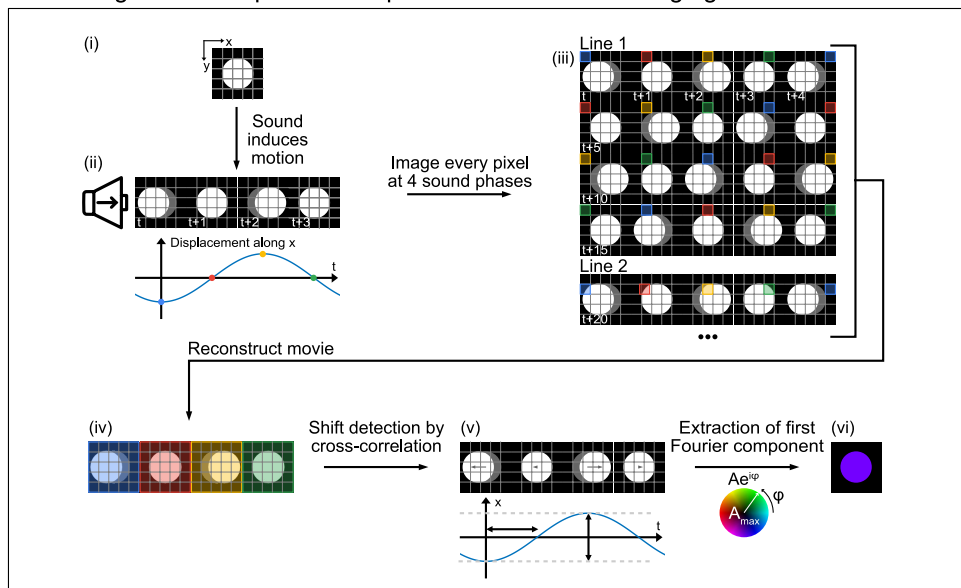 (i)
x
y
Sound
induces
motion
(ii)
t
t+1
t+2
t+3
Displacement along x
t
Image every pixel
at 4 sound phases
Line 1
(iii)
t
t+1
t+2
t+3
t+4
t+5
t+10
t+15
Line 2
t+20
•••
Reconstruct movie
(iv)
Shift detection by
cross-correlation
(v)
x
t
Extraction of first
Fourier component
Ae^iφ
φ
A_max
(vi)